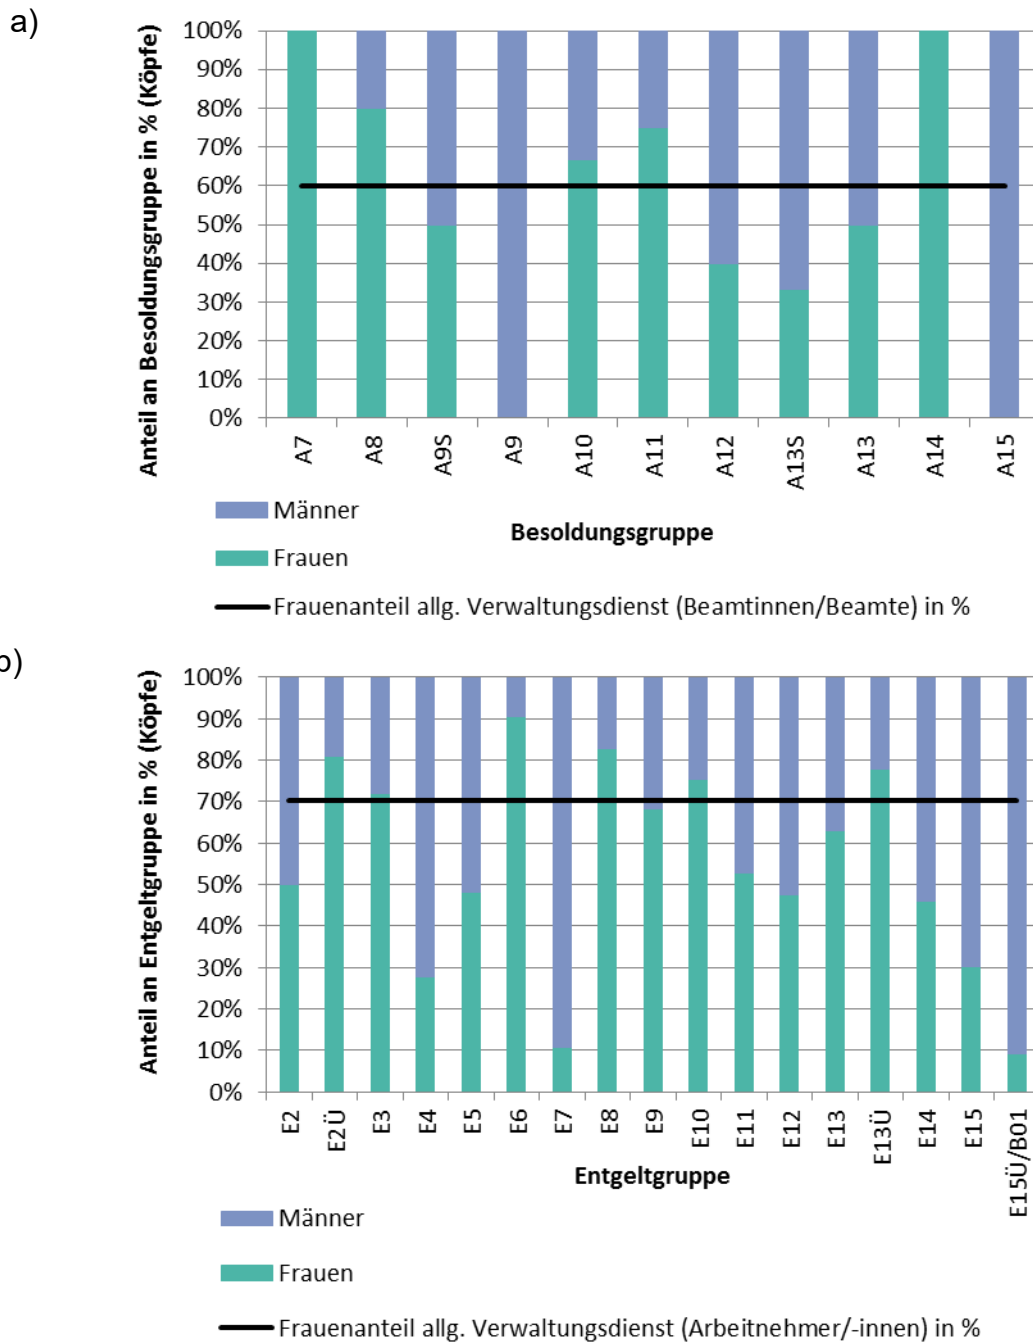 a)
Anteil an Besoldungsgruppe in % (Köpfe)
100%
90%
80%
70%
60%
50%
40%
30%
20%
10%
0%
A7
A8
A9S
A9
A10
A11
A12
A13S
A13
A14
A15
Besoldungsgruppe
Männer
Frauen
Frauenanteil allg. Verwaltungsdienst (Beamtinnen/Beamte) in %
b)
Anteil an Entgeltgruppe in % (Köpfe)
100%
90%
80%
70%
60%
50%
40%
30%
20%
10%
0%
E2
E2Ü
E3
E4
E5
E6
E7
E8
E9
E10
E11
E12
E13
E13Ü
E14
E15
E15Ü/B01
Entgeltgruppe
Männer
Frauen
Frauenanteil allg. Verwaltungsdienst (Arbeitnehmer/-innen) in %